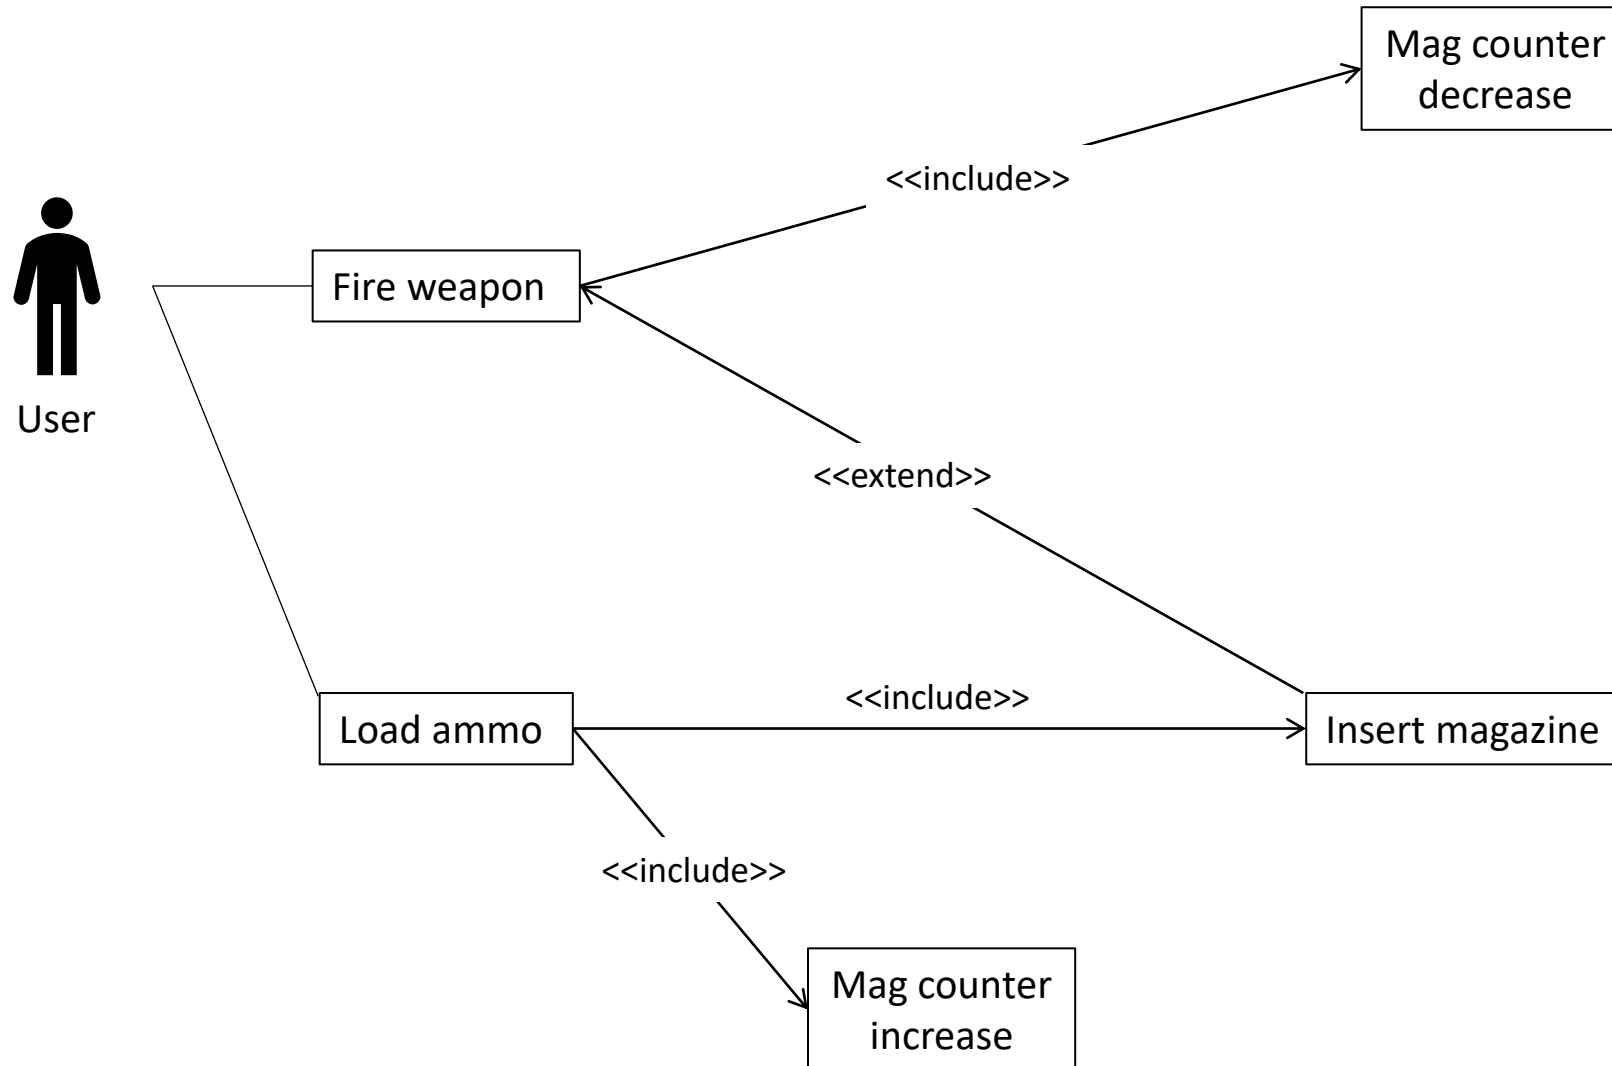 Mag counter
decrease
<<include>>
Fire weapon
User
<<extend>>
<<include>>
Load ammo
Insert magazine
<<include>>
Mag counter
increase